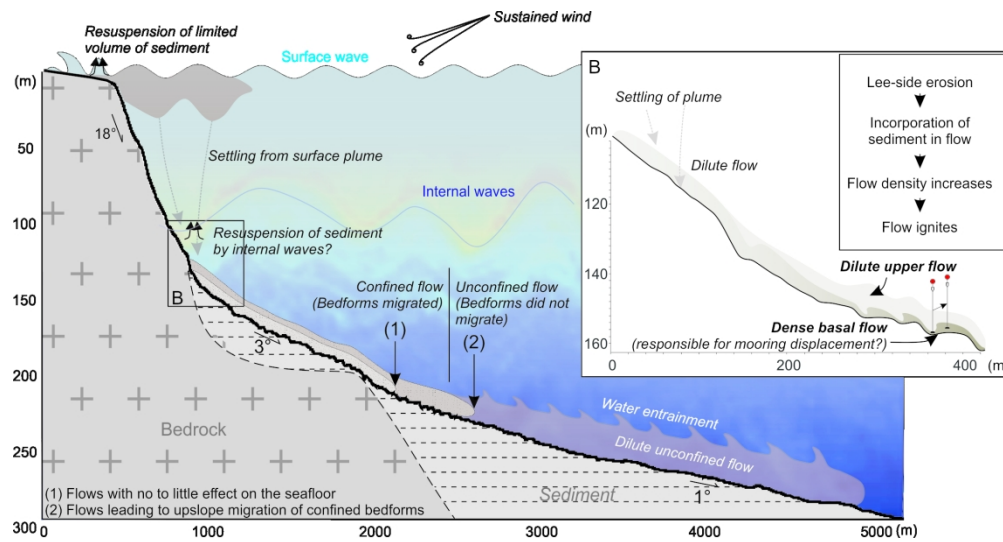 Resuspension of limited
volume of sediment
Sustained wind
Surface wave
(m)
50
100
150
200
250
300
18°
Settling from surface plume
Internal waves
Resuspension of sediment
by internal waves?
B
3°
Confined flow
(Bedforms migrated)
(1)
Unconfined flow
(Bedforms did not
migrate)
(2)
Water entrainment
Dilute unconfined flow
1°
Bedrock
Sediment
(1) Flows with no to little effect on the seafloor
(2) Flows leading to upslope migration of confined bedforms
0
1000
2000
3000
4000
5000
(m)
B
(m)
120
140
160
Settling of plume
Dilute flow
Dilute upper flow
Dense basal flow
(responsible for mooring displacement?)
0
200
400
(m)
Lee-side erosion
Incorporation of
sediment in flow
Flow density increases
Flow ignites